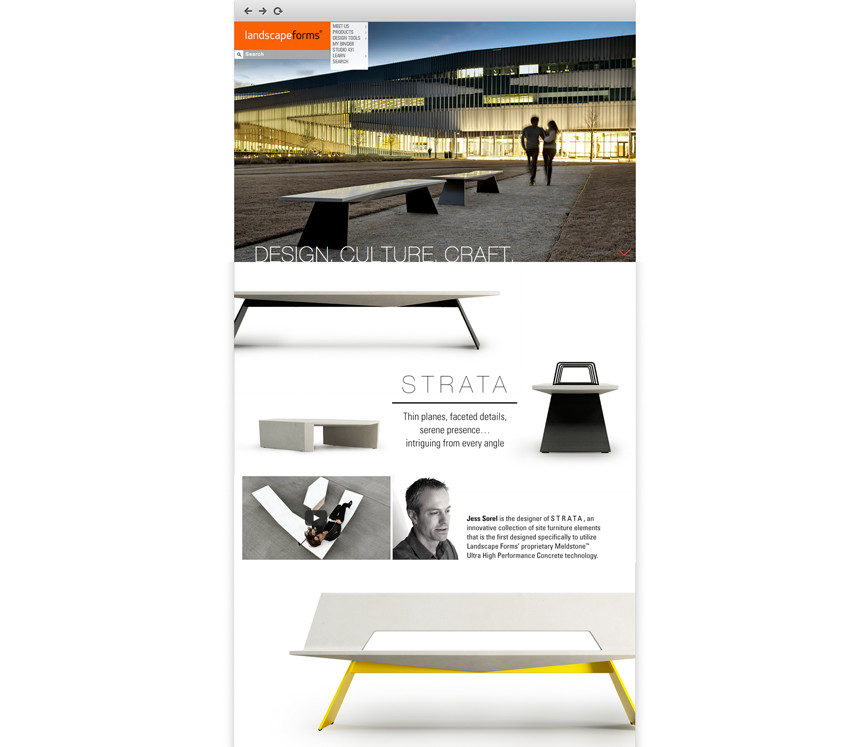 landscapeforms®
Search
MEET US
PRODUCTS
DESIGN TOOLS
MY BINDER
STUDIO 431
LEARN
SEARCH
DESIGN. CULTURE. CRAFT.
STRATA
Thin planes, faceted details,
serene presence…
intriguing from every angle
Jess Sorel is the designer of STRATA, an
innovative collection of site furniture elements
that is the first designed specifically to utilize
Landscape Forms' proprietary Meldstone™
Ultra High Performance Concrete technology.